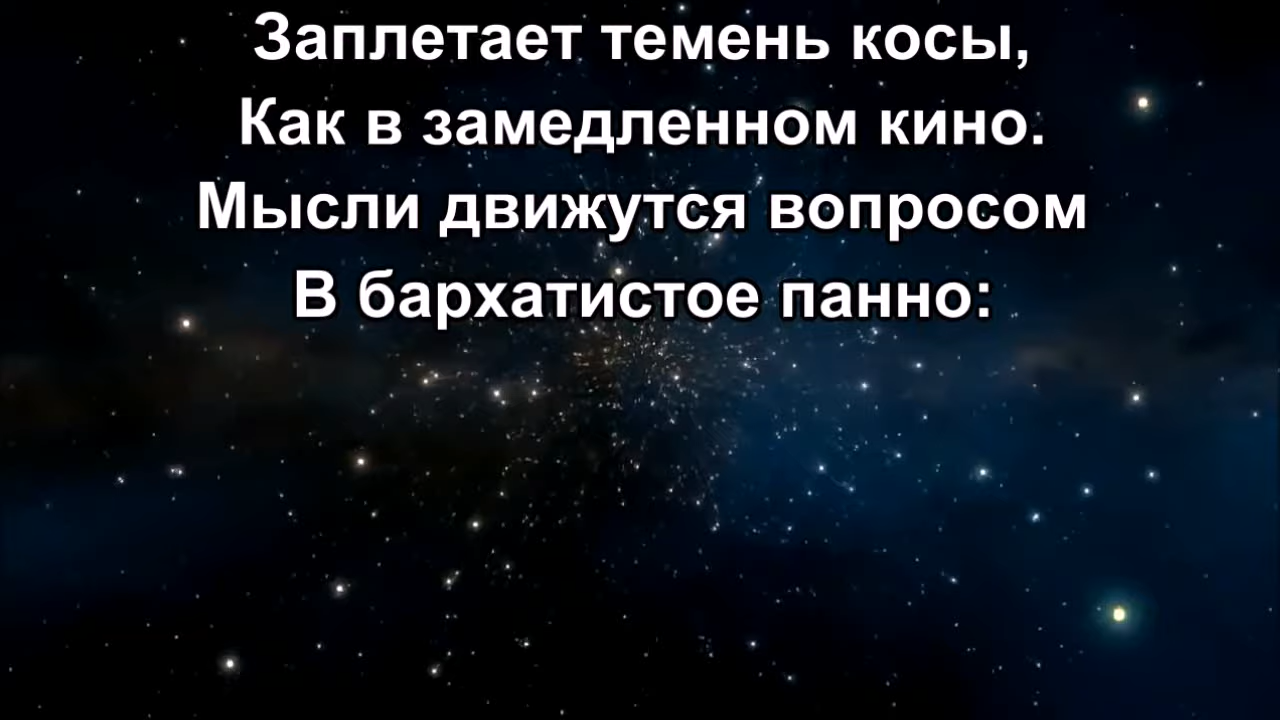 Заплетает темень косы,
Как в замедленном кино.
Мысли движутся вопросом
В бархатистое панно: